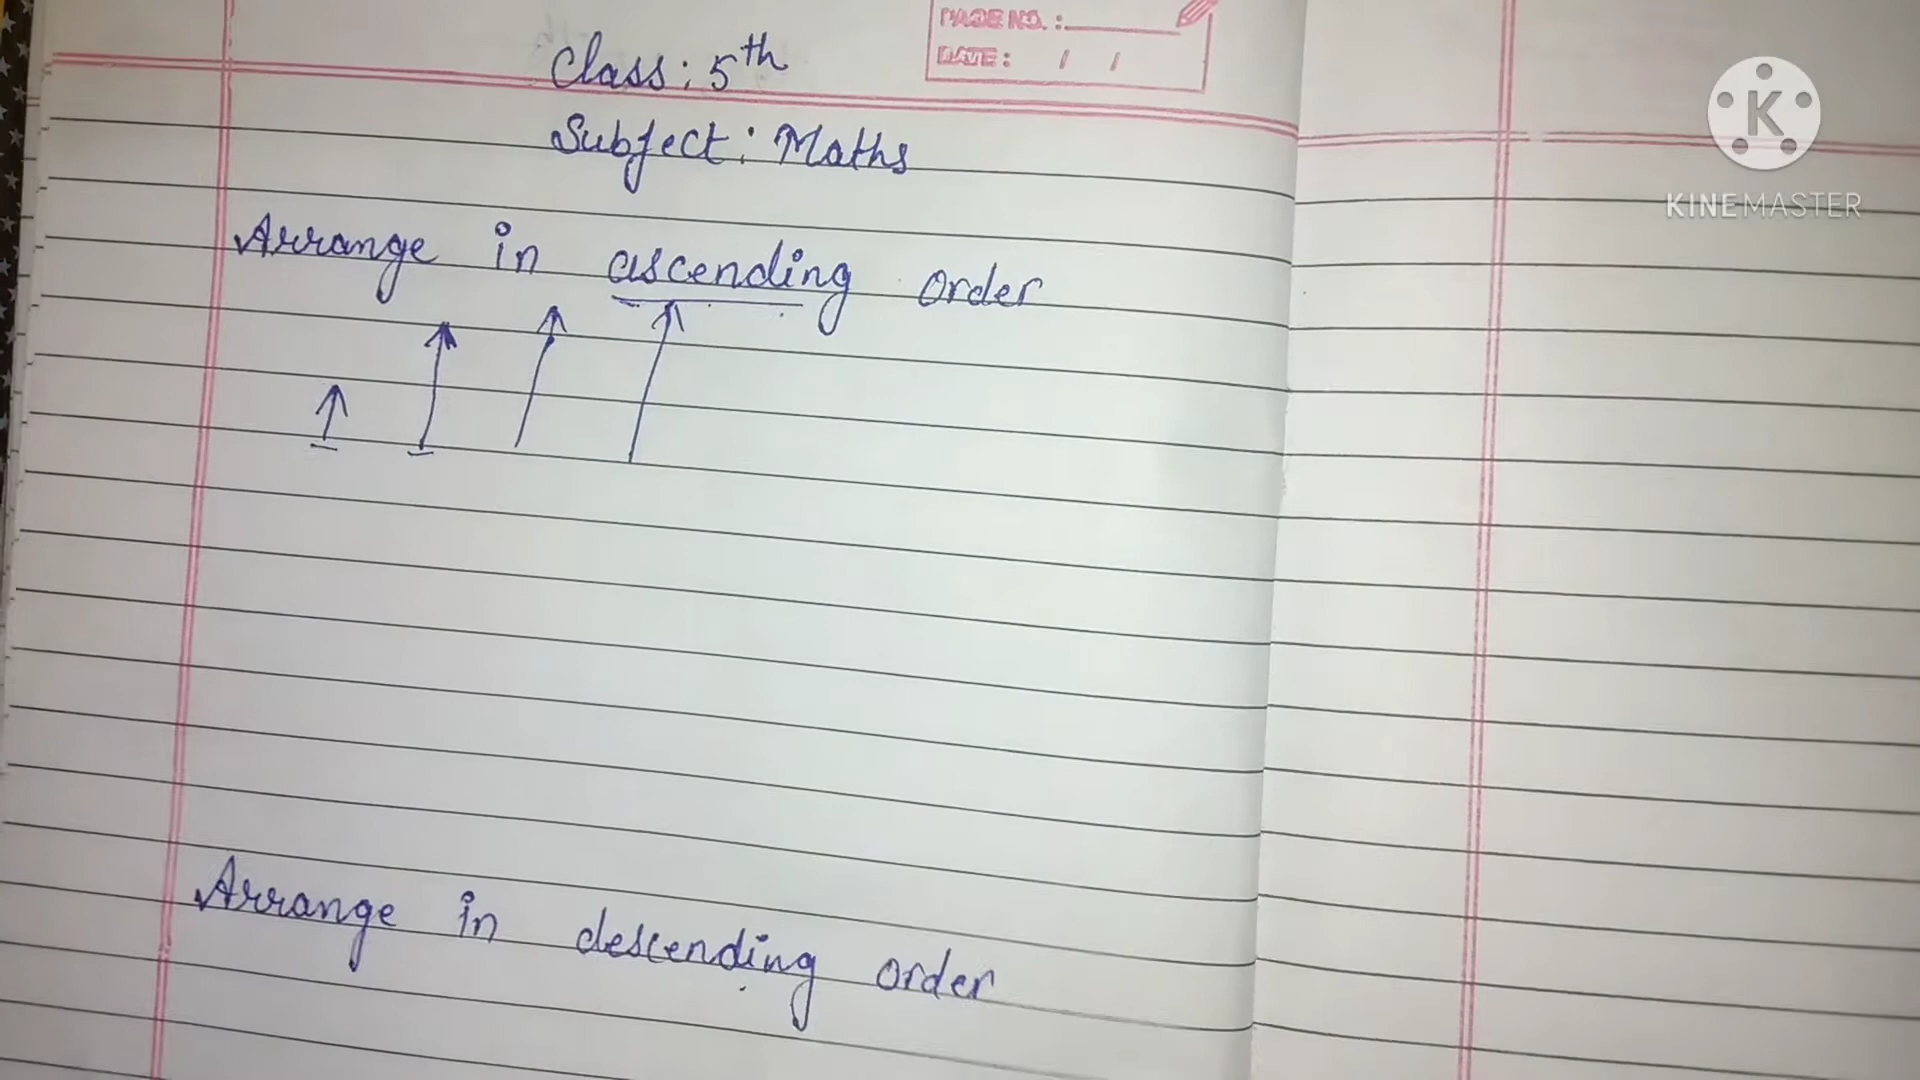 PAGE NO. :
DATE : / /
Class : 5th
Subject : Maths
Arrange in ascending order
Arrange in descending order
K
KINEMASTER